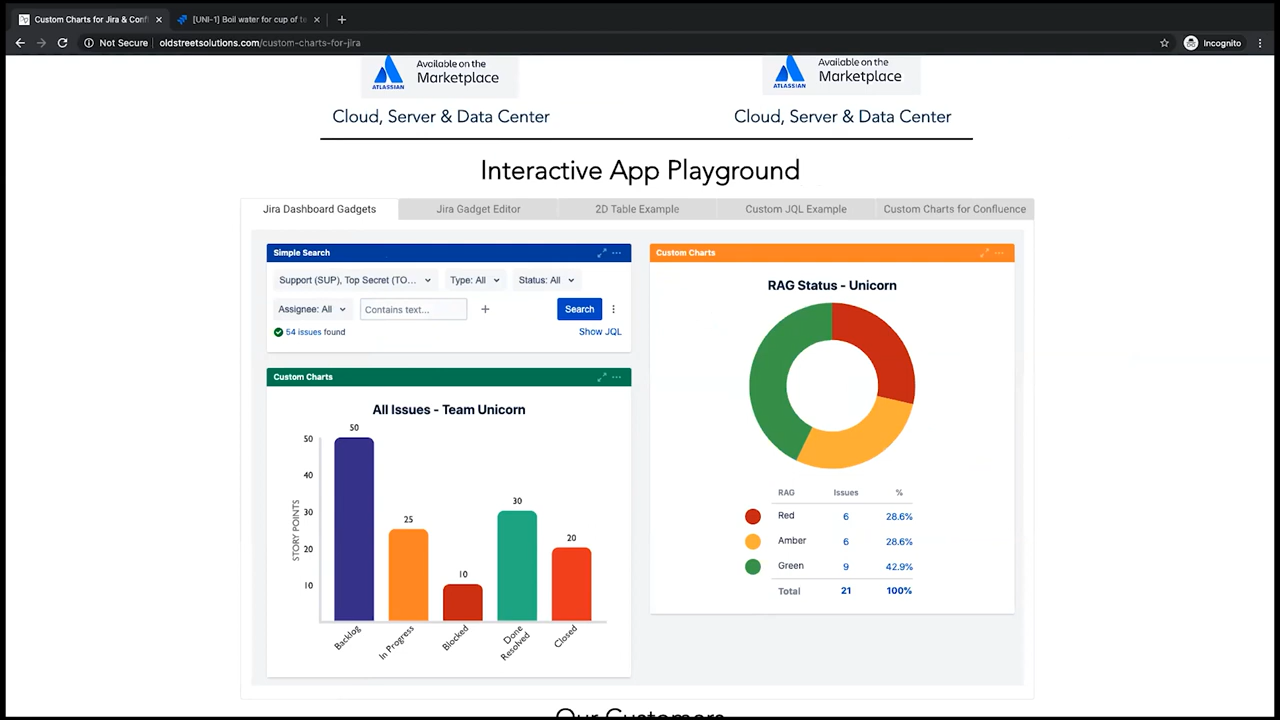 Custom Charts for Jira & Conf
[UNI-1] Boil water for cup of te
Not Secure
oldstreetsolutions.com/custom-charts-for-jira
Incognito
ATLASSIAN
Available on the
Marketplace
ATLASSIAN
Available on the
Marketplace
Cloud, Server & Data Center
Cloud, Server & Data Center
Interactive App Playground
Jira Dashboard Gadgets
Jira Gadget Editor
2D Table Example
Custom JQL Example
Custom Charts for Confluence
Simple Search
Support (SUP), Top Secret (TO...
Type: All
Status: All
Assignee: All
Contains text...
Search
54 issues found
Show JQL
Custom Charts
All Issues - Team Unicorn
STORY POINTS
50
40
30
20
10
50
25
10
30
20
Backlog
In Progress
Blocked
Done
Resolved
Closed
Custom Charts
RAG Status - Unicorn
RAG Issues %
Red 6 28.6%
Amber 6 28.6%
Green 9 42.9%
Total 21 100%
Our Customers